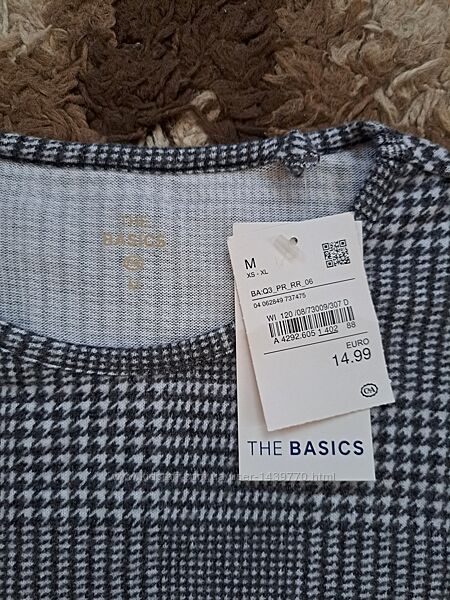 THE
BASICS
M
XS - XL
BA:Q3_PR_RR_06
04 062849 737475
WI 120 /08/73009/307 D
A 4292.605 1 402 88
EURO
14.99
C&A
THE BASICS